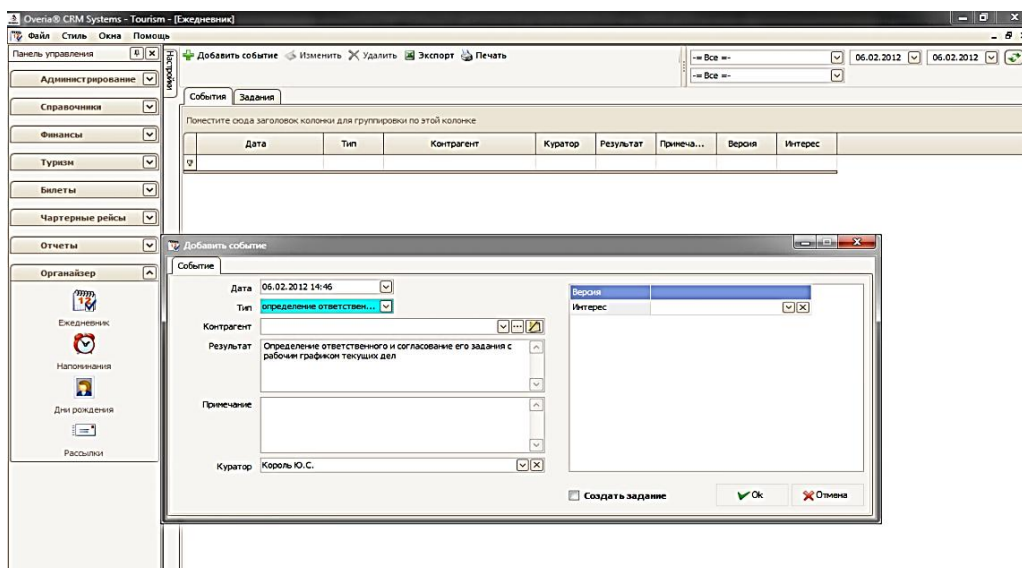 Overia® CRM Systems - Tourism - [Ежедневник]
Файл Стиль Окна Помощь
Панель управления
Администрирование
Справочники
Финансы
Туризм
Билеты
Чартерные рейсы
Отчеты
Органайзер
Ежедневник
Напоминания
Дни рождения
Рассылки
Настройки
Добавить событие Изменить Удалить Экспорт Печать
-= Все =- 06.02.2012 06.02.2012
-= Все =-
События Задания
Поместите сюда заголовок колонки для группировки по этой колонке
Дата Тип Контрагент Куратор Результат Примеча... Версия Интерес
Добавить событие
Событие
Дата 06.02.2012 14:46
Тип определение ответствен...
Контрагент
Результат Определение ответственного и согласование его задания с
рабочим графиком текущих дел
Примечание
Куратор Король Ю.С.
Версия
Интерес
Создать задание Ok Отмена